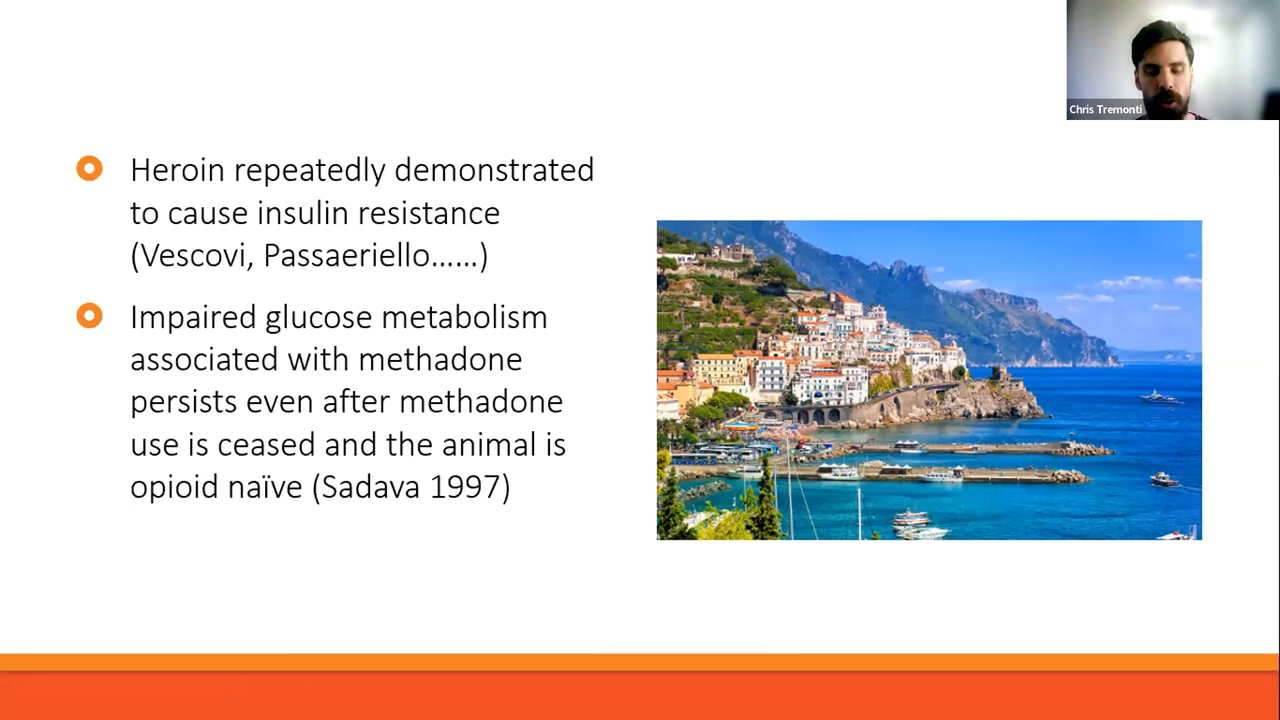 Chris Tremonti
Heroin repeatedly demonstrated
to cause insulin resistance
(Vescovi, Passaeriello……)
Impaired glucose metabolism
associated with methadone
persists even after methadone
use is ceased and the animal is
opioid naïve (Sadava 1997)